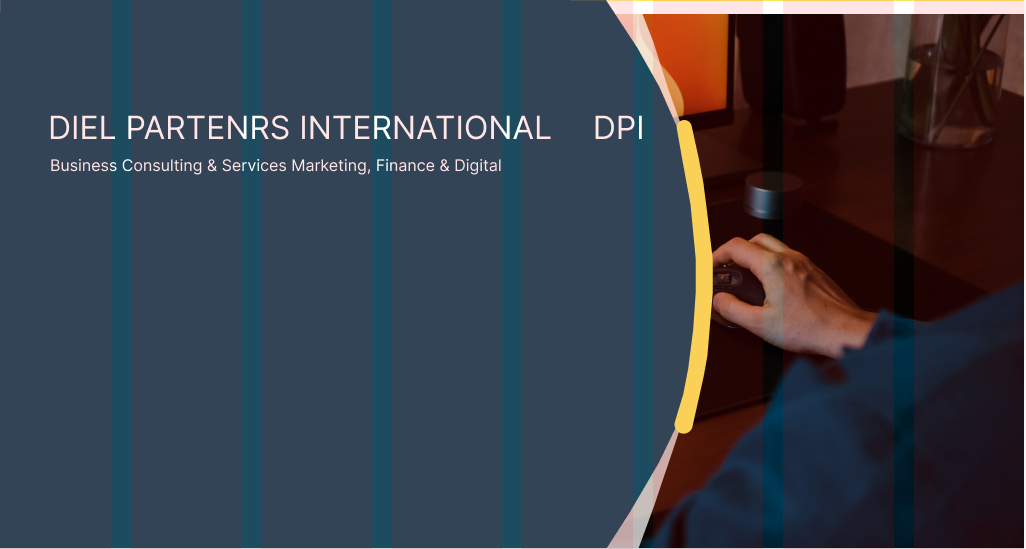 DIEL PARTENRS INTERNATIONAL DPI
Business Consulting & Services Marketing, Finance & Digital